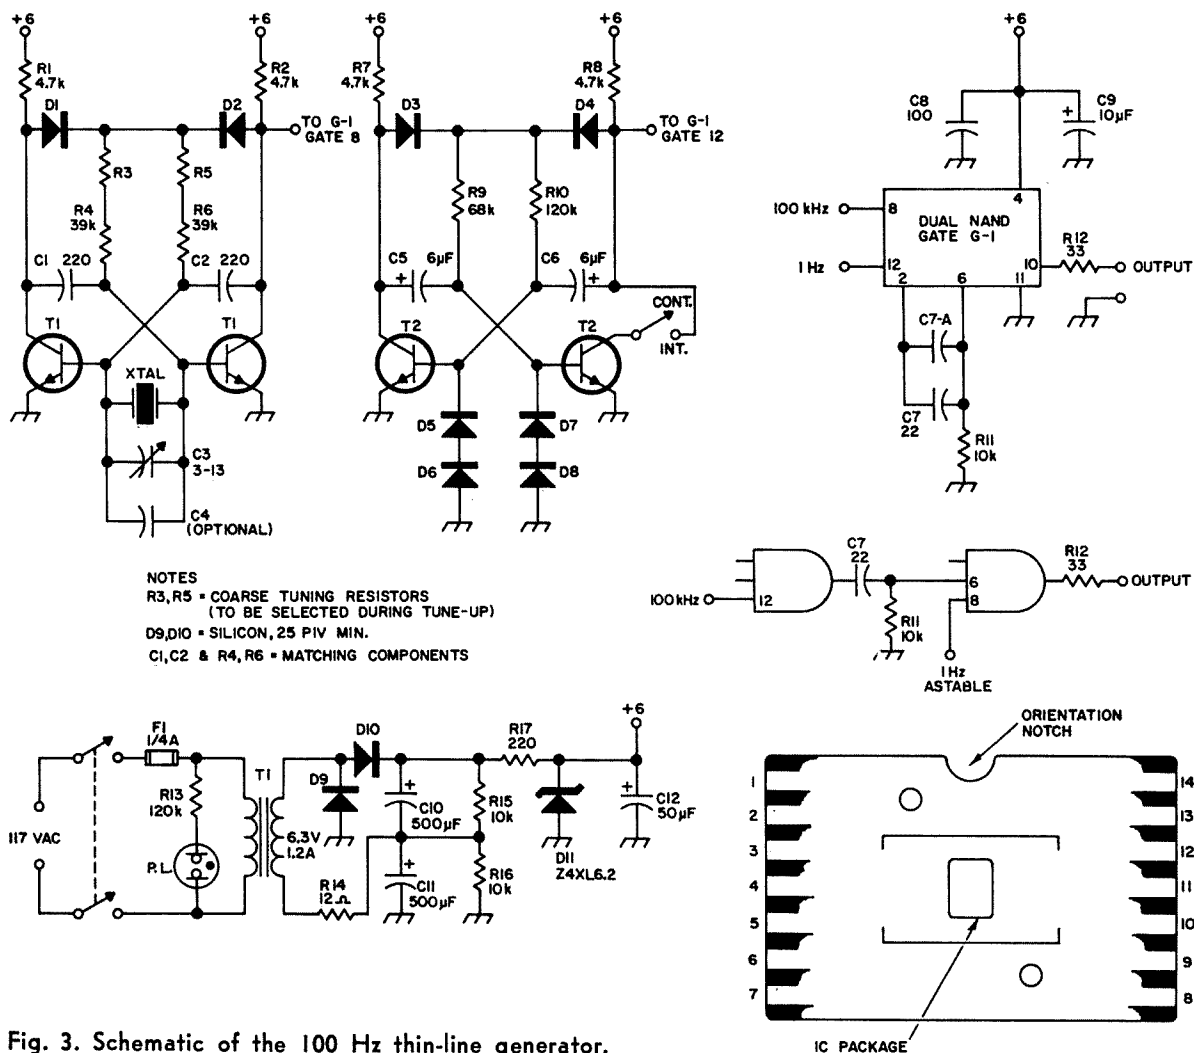 +6
+6
+6
+6
+6
R1
4.7k
R2
4.7k
R7
4.7k
R8
4.7k
D1
D2
TO G-1
GATE 8
D3
D4
TO G-1
GATE 12
C8
100
C9
10µF
+
R3
R5
R4
39k
R6
39k
R9
68k
R10
120k
C1 220
C2 220
C5 6µF
+
C6 6µF
+
100 kHz
1 Hz
8
12
4
DUAL NAND
GATE G-1
2
6
11
10
R12
33
OUTPUT
T1
T1
T2
T2
CONT.
INT.
C7-A
C7
22
R11
10k
XTAL
C3
3-13
C4
(OPTIONAL)
D5
D6
D7
D8
NOTES
R3,R5 = COARSE TUNING RESISTORS
(TO BE SELECTED DURING TUNE-UP)
D9,D10 = SILICON, 25 PIV MIN.
C1,C2 & R4,R6 = MATCHING COMPONENTS
100kHz
12
C7
22
R11
10k
6
8
R12
33
OUTPUT
1Hz
ASTABLE
117 VAC
F1
1/4A
R13
120k
P.L.
T1
6.3V
1.2A
D9
D10
R14
12Ω
+
C10
500µF
+
C11
500µF
R15
10k
R16
10k
R17
220
D11
Z4XL6.2
+6
+
C12
50µF
ORIENTATION
NOTCH
1
2
3
4
5
6
7
14
13
12
11
10
9
8
IC PACKAGE
Fig. 3. Schematic of the 100 Hz thin-line generator.